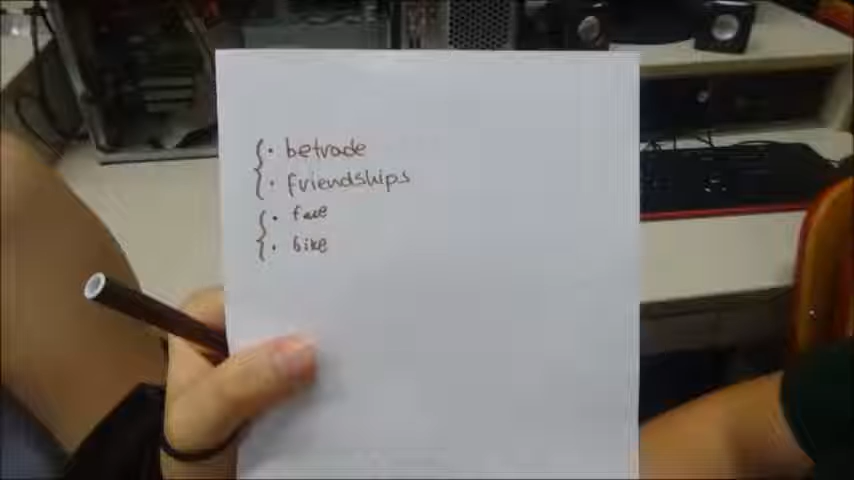 { · betrade
· friendships
{ · face
· bike